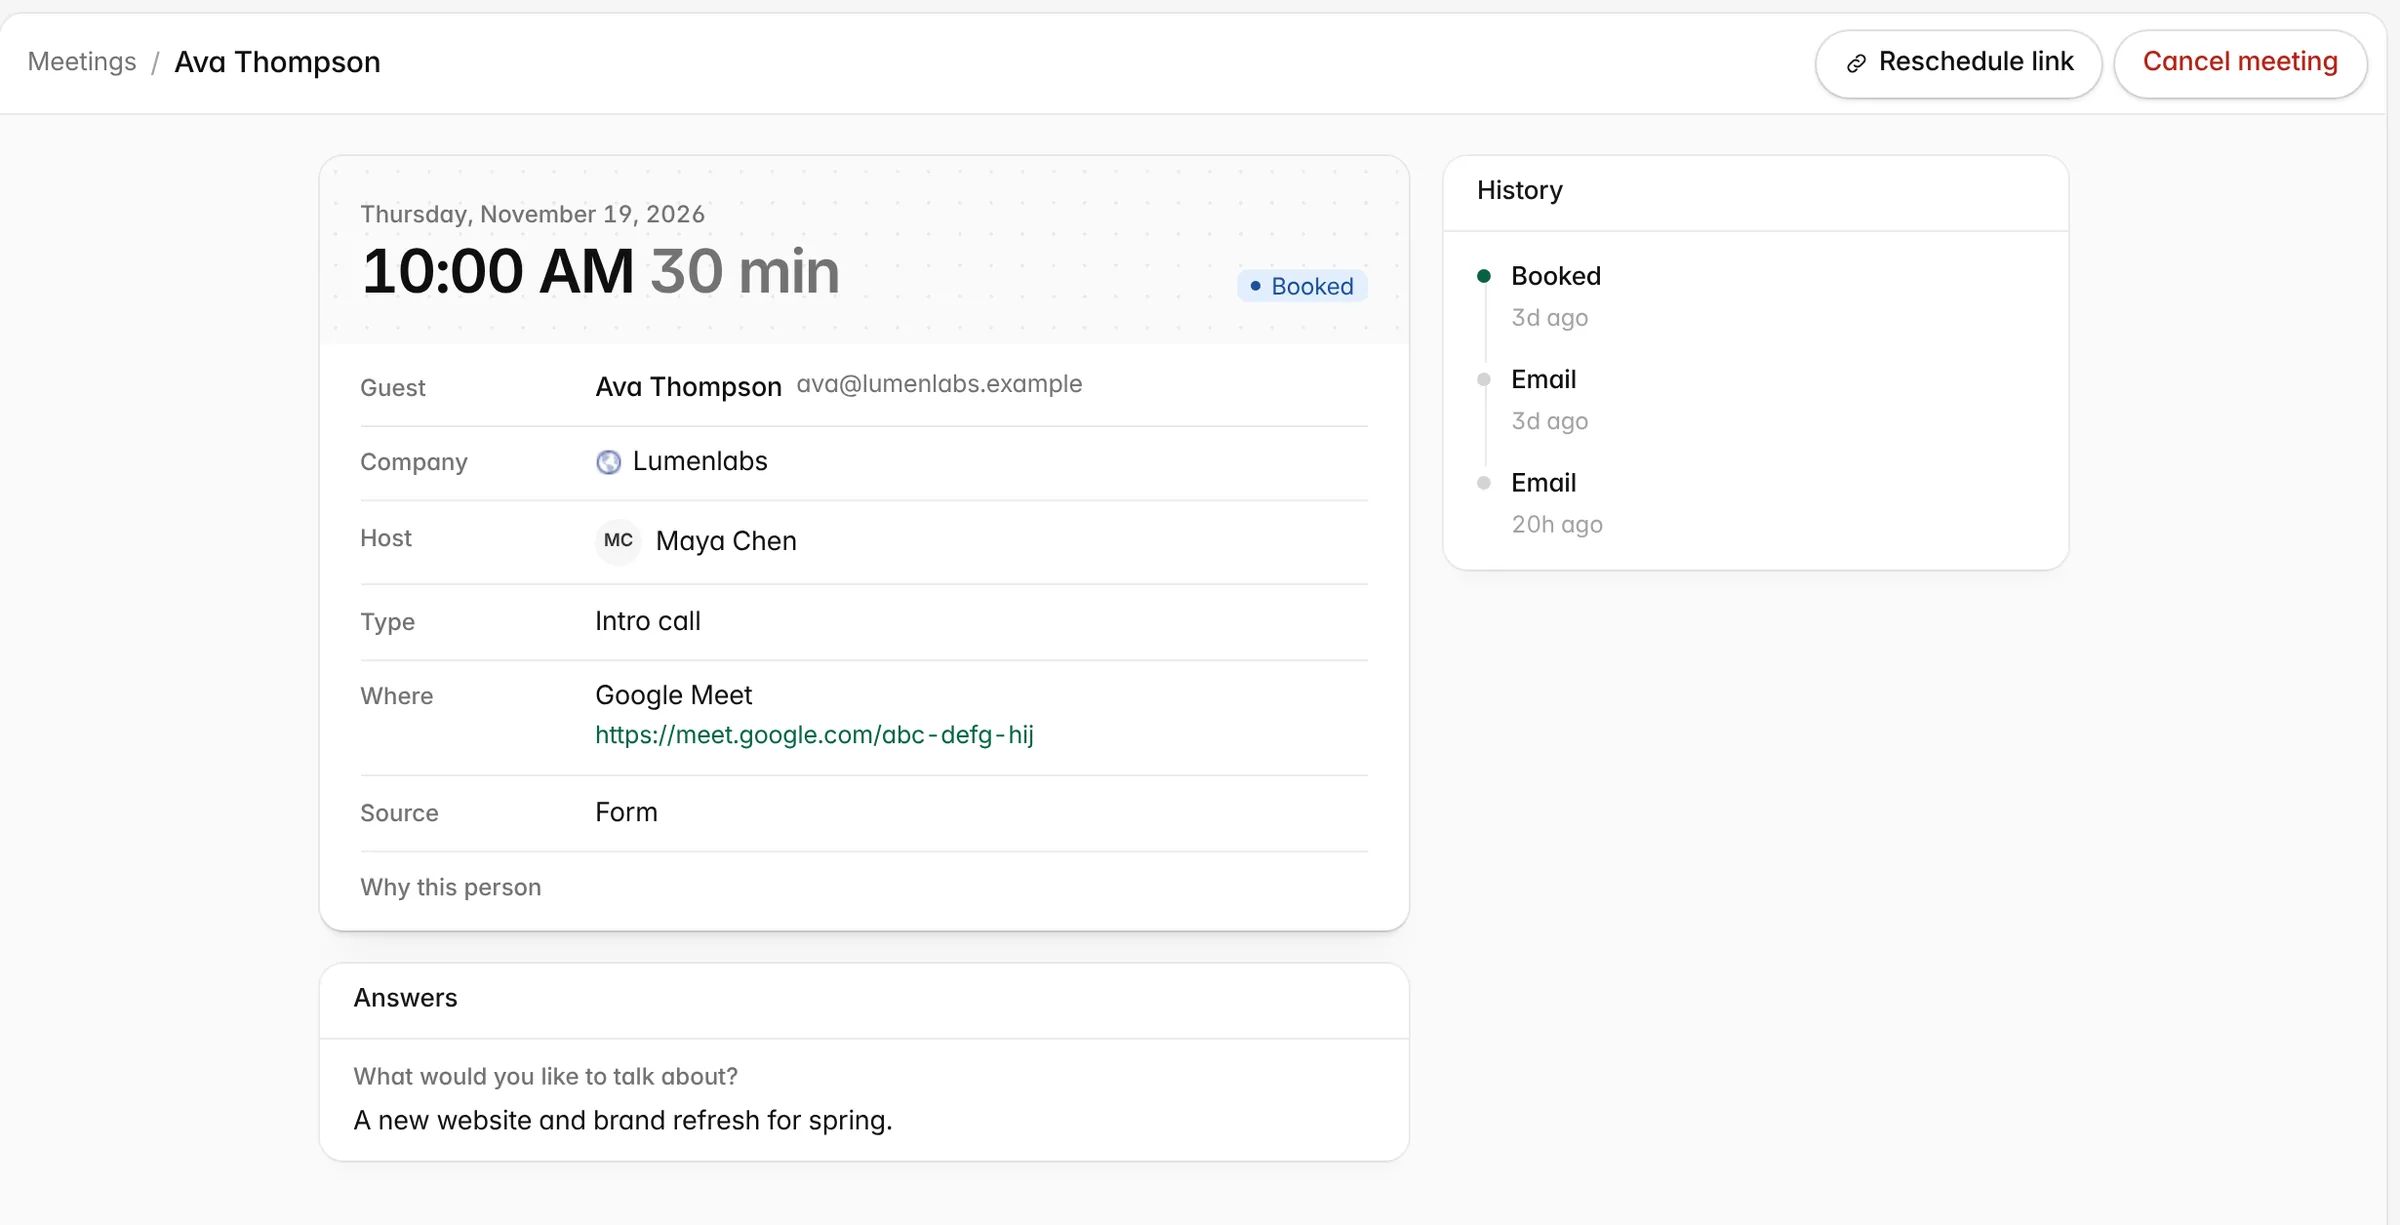 Meetings / Ava Thompson
Reschedule link
Cancel meeting
Thursday, November 19, 2026
10:00 AM 30 min
Booked
Guest
Ava Thompson ava@lumenlabs.example
Company
Lumenlabs
Host
MC Maya Chen
Type
Intro call
Where
Google Meet
https://meet.google.com/abc-defg-hij
Source
Form
Why this person
Answers
What would you like to talk about?
A new website and brand refresh for spring.
History
Booked
3d ago
Email
3d ago
Email
20h ago